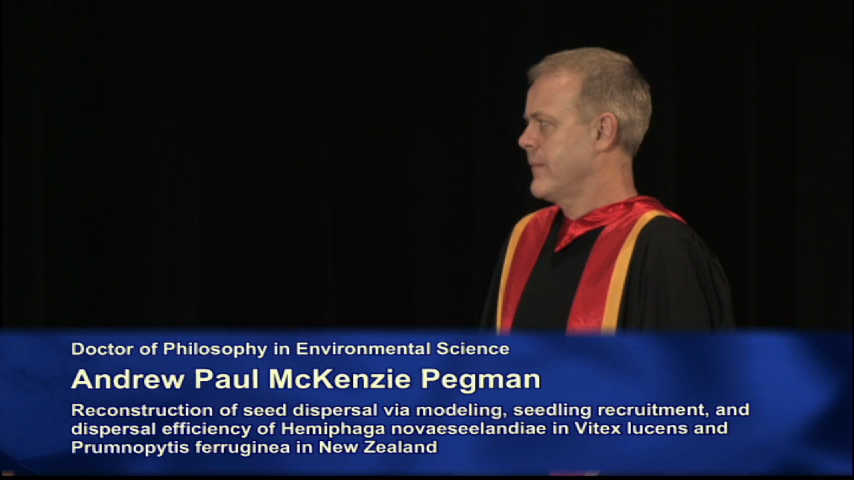 Doctor of Philosophy in Environmental Science
Andrew Paul McKenzie Pegman
Reconstruction of seed dispersal via modeling, seedling recruitment, and
dispersal efficiency of Hemiphaga novaeseelandiae in Vitex lucens and
Prumnopytis ferruginea in New Zealand